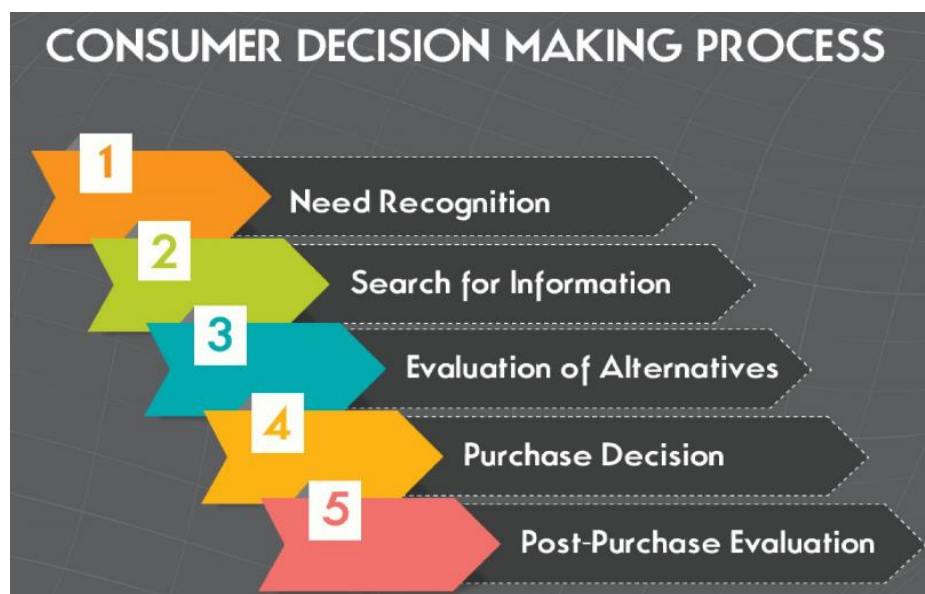 CONSUMER DECISION MAKING PROCESS
1
Need Recognition
2
Search for Information
3
Evaluation of Alternatives
4
Purchase Decision
5
Post-Purchase Evaluation